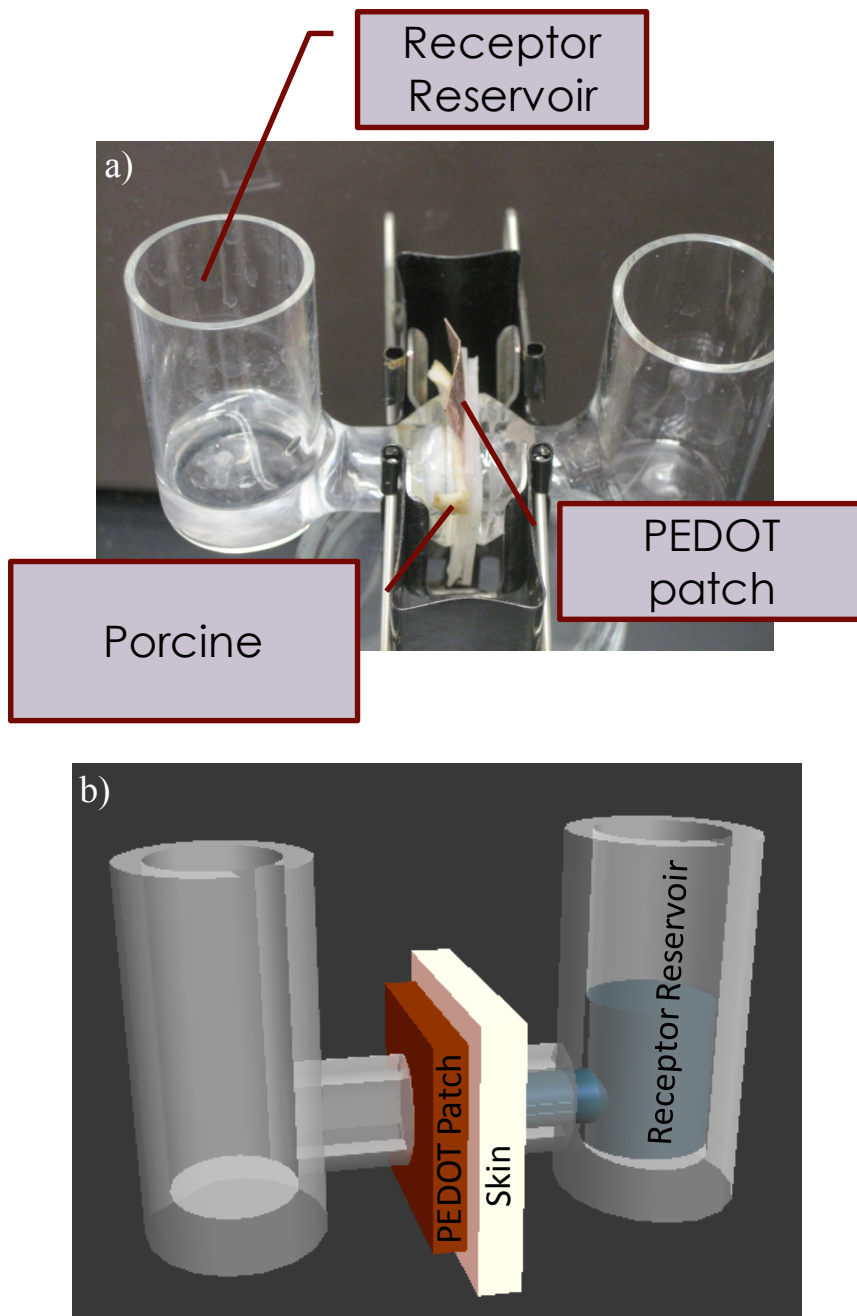 Receptor
Reservoir
a)
PEDOT
patch
Porcine
b)
Receptor Reservoir
PEDOT Patch
Skin